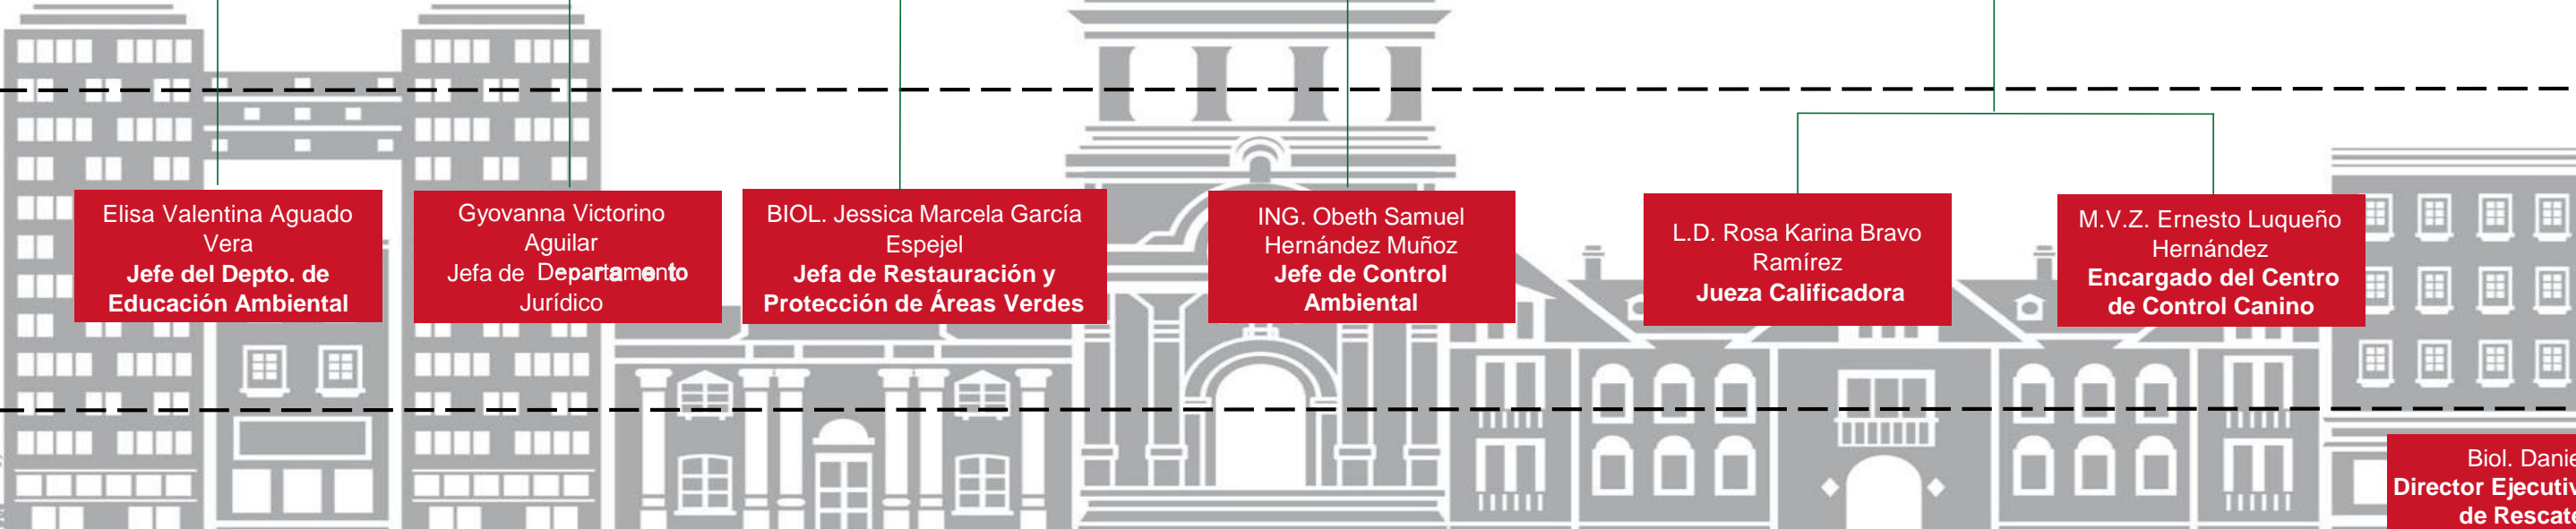 Elisa Valentina Aguado
Vera
Jefe del Depto. de
Educación Ambiental
Gyovanna Victorino
Aguilar
Jefa de Departamento
Jurídico
BIOL. Jessica Marcela García
Espejel
Jefa de Restauración y
Protección de Áreas Verdes
ING. Obeth Samuel
Hernández Muñoz
Jefe de Control
Ambiental
L.D. Rosa Karina Bravo
Ramírez
Jueza Calificadora
M.V.Z. Ernesto Luqueño
Hernández
Encargado del Centro
de Control Canino
Biol.
Director
de